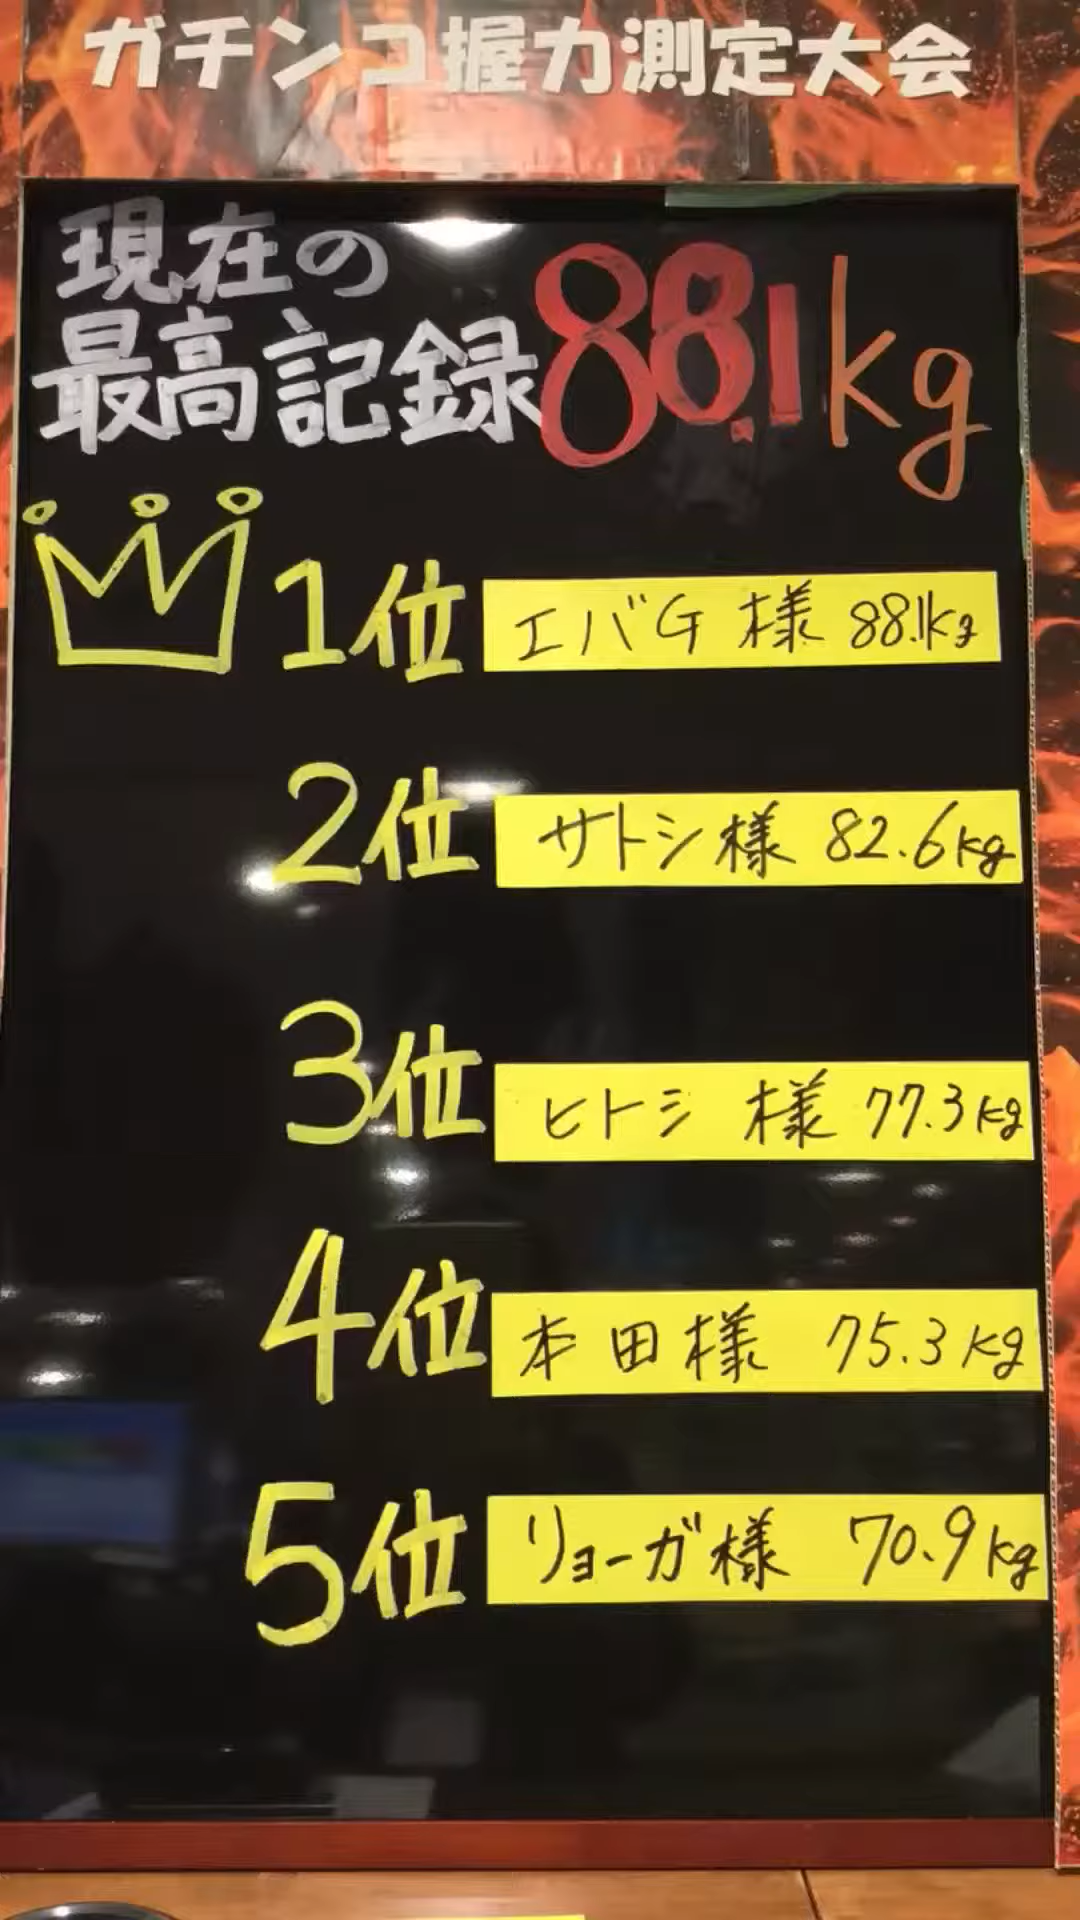 ガチンコ握力測定大会
現在の
最高記録 88.1kg
1位 エバG 様 88.1kg
2位 サトシ様 82.6kg
3位 ヒトシ 様 77.3kg
4位 本田様 75.3kg
5位 リョーガ様 70.9kg